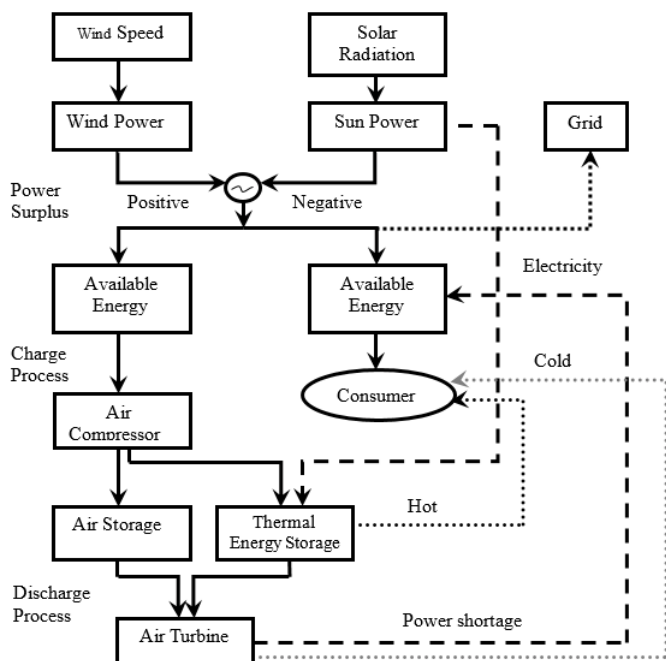 Wind Speed
Solar
Radiation
Wind Power
Sun Power
Grid
Power
Surplus
Positive
Negative
Available
Energy
Available
Energy
Electricity
Charge
Process
Cold
Consumer
Air
Compressor
Air Storage
Thermal
Energy Storage
Hot
Discharge
Process
Air Turbine
Power shortage